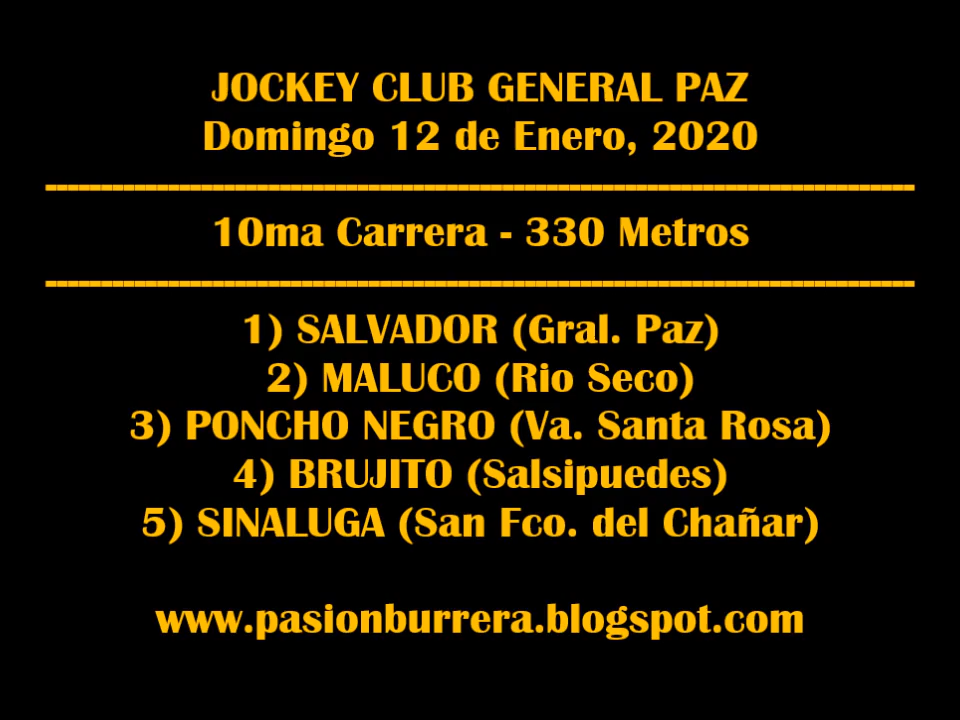 JOCKEY CLUB GENERAL PAZ
Domingo 12 de Enero, 2020
--------------------------------------------------------------------------------
10ma Carrera - 330 Metros
--------------------------------------------------------------------------------
1) SALVADOR (Gral. Paz)
2) MALUCO (Rio Seco)
3) PONCHO NEGRO (Va. Santa Rosa)
4) BRUJITO (Salsipuedes)
5) SINALUGA (San Fco. del Chañar)
www.pasionburrera.blogspot.com